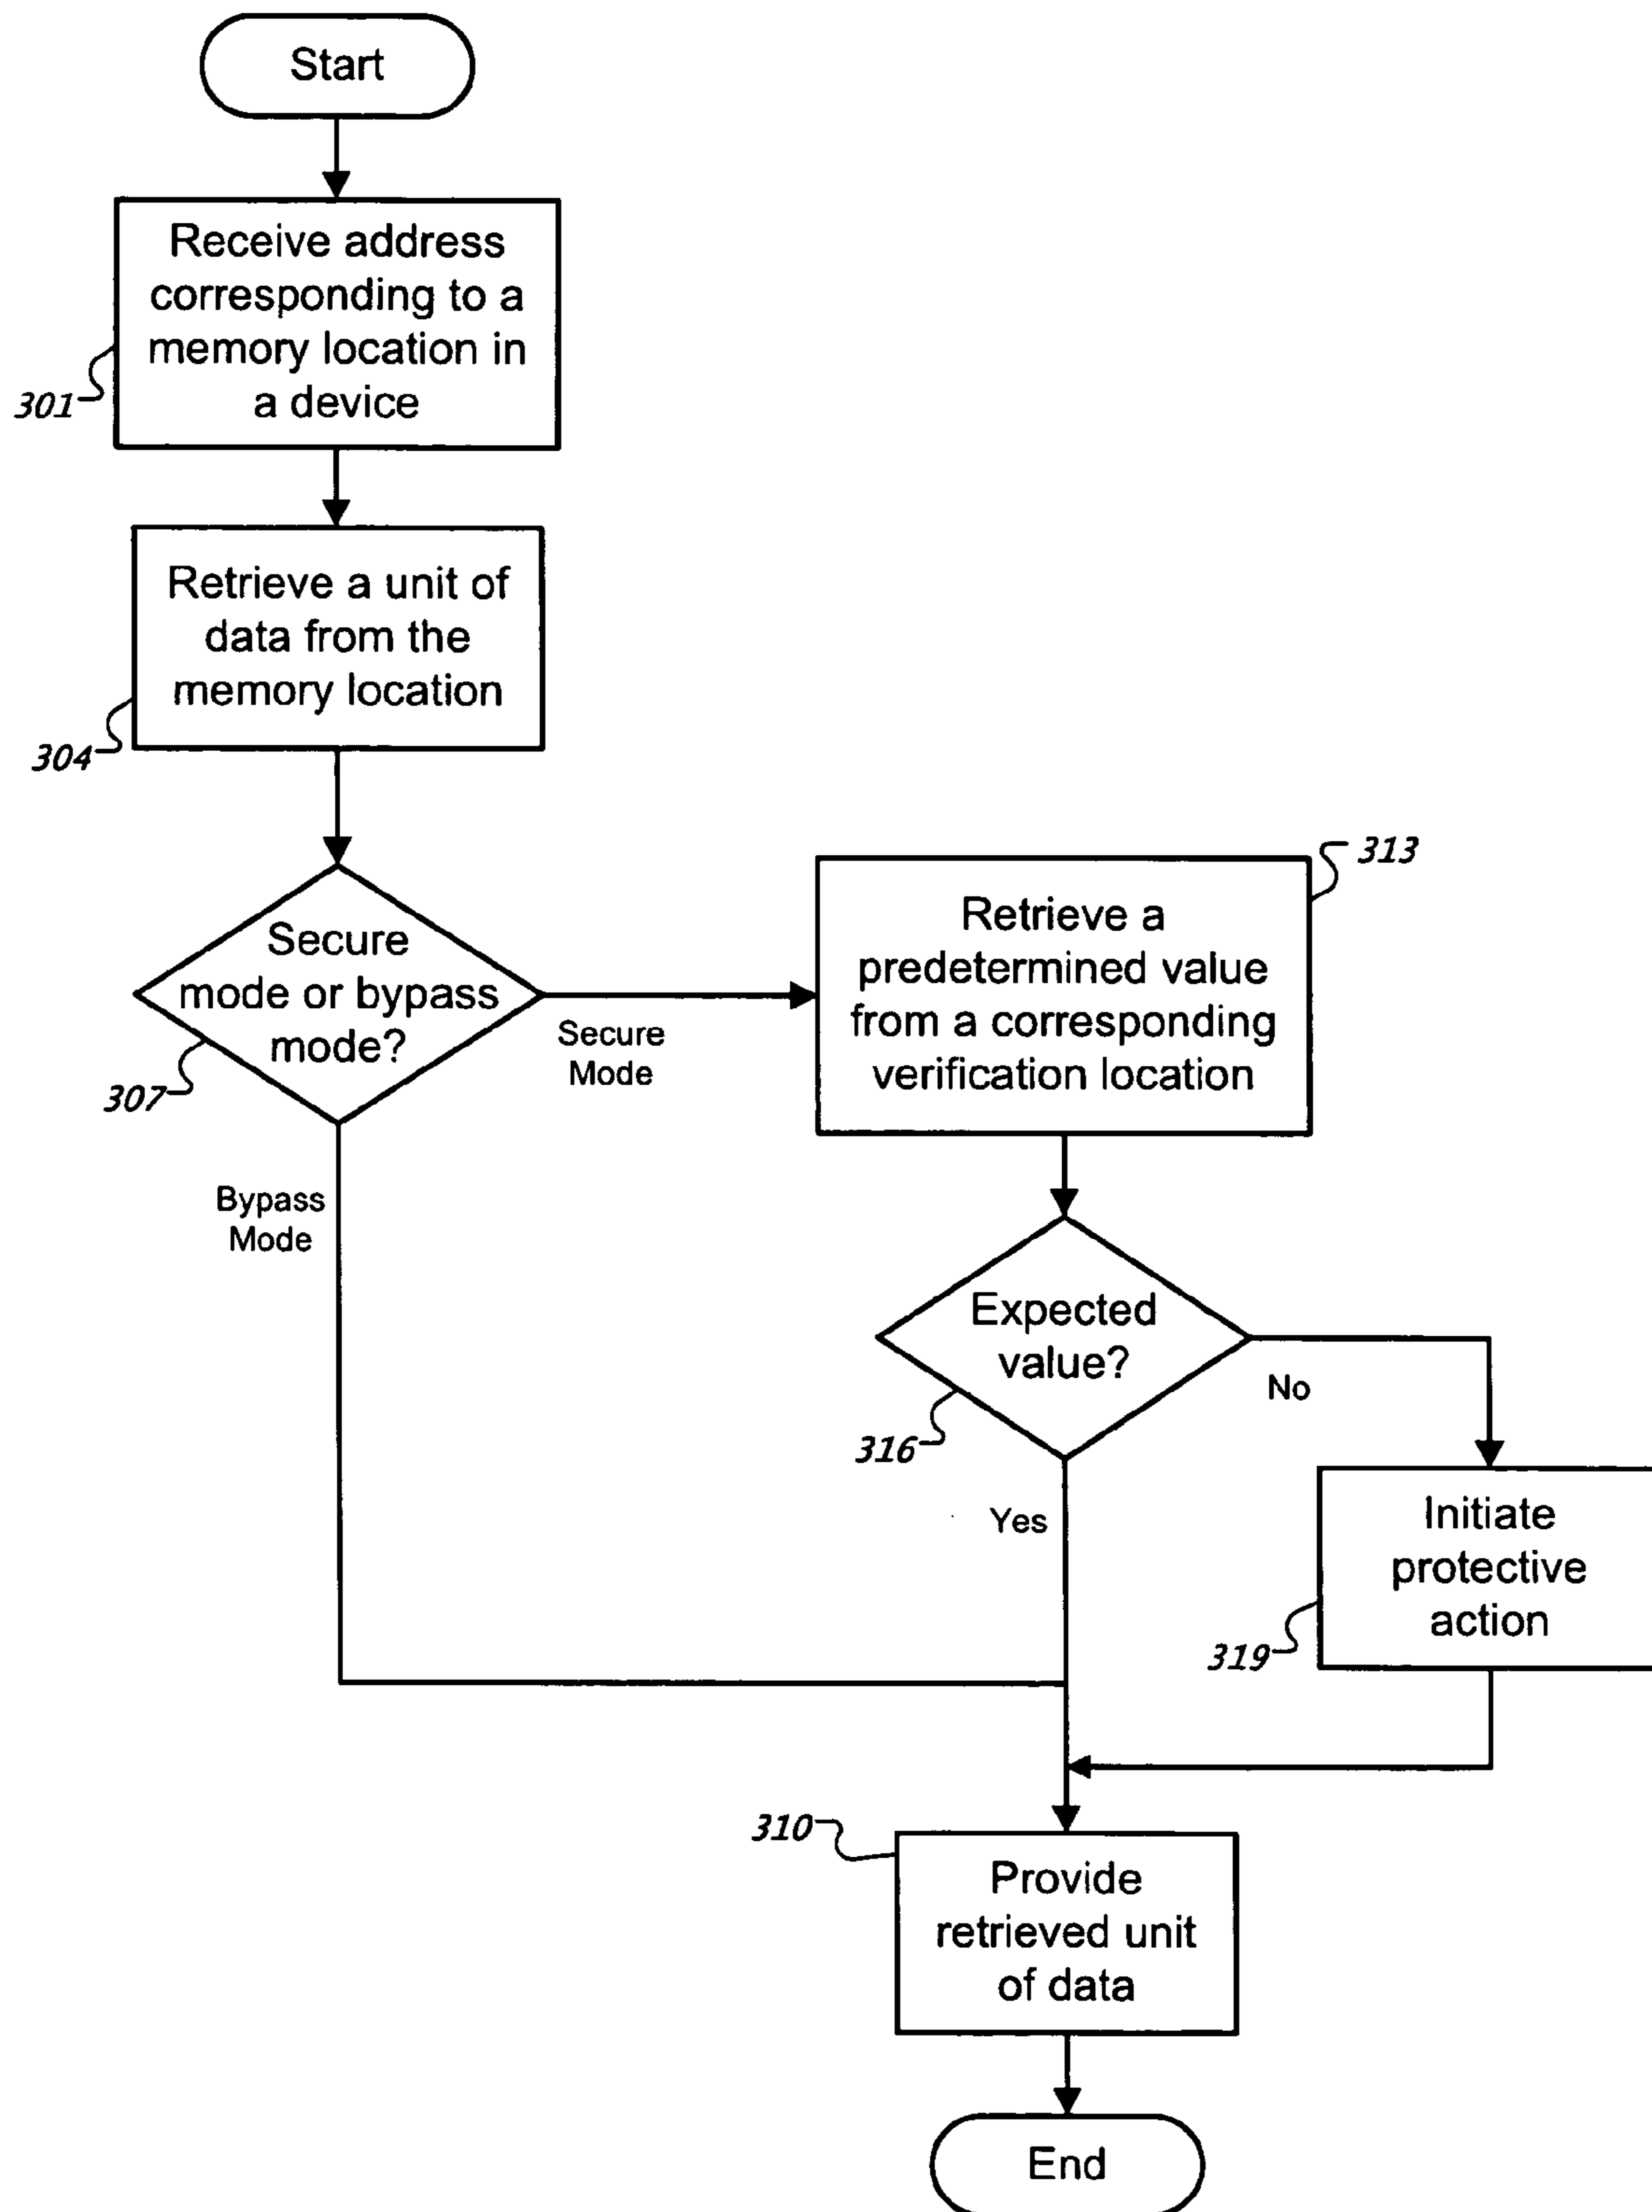 Start
Receive address
corresponding to a
memory location in
a device
301
Retrieve a unit of
data from the
memory location
304
Secure
mode or bypass
mode?
307
Secure
Mode
Bypass
Mode
313
Retrieve a
predetermined value
from a corresponding
verification location
Expected
value?
316
No
Yes
Initiate
protective
action
319
310
Provide
retrieved unit
of data
End